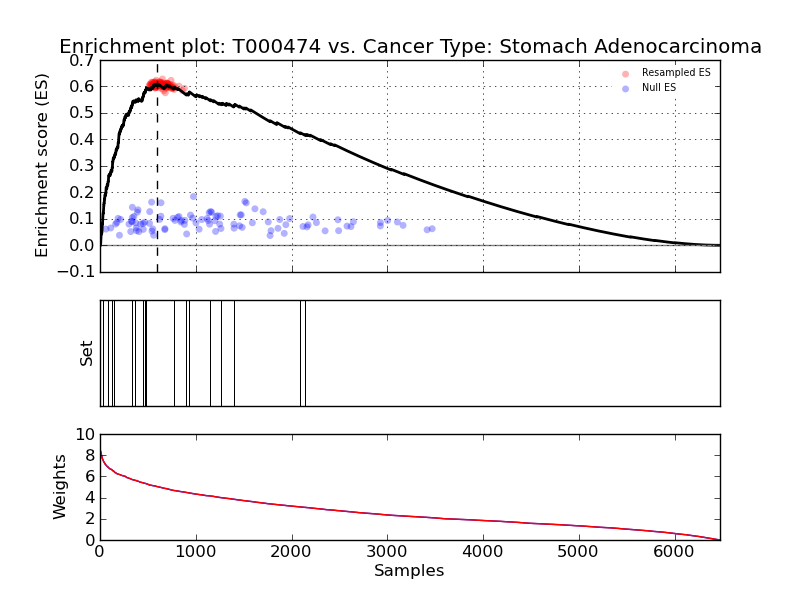 Enrichment plot: T000474 vs. Cancer Type: Stomach Adenocarcinoma
0.7
0.6
0.5
0.4
0.3
0.2
0.1
0.0
−0.1
Enrichment score (ES)
Resampled ES
Null ES
Set
10
8
6
4
2
0
Weights
0 1000 2000 3000 4000 5000 6000
Samples